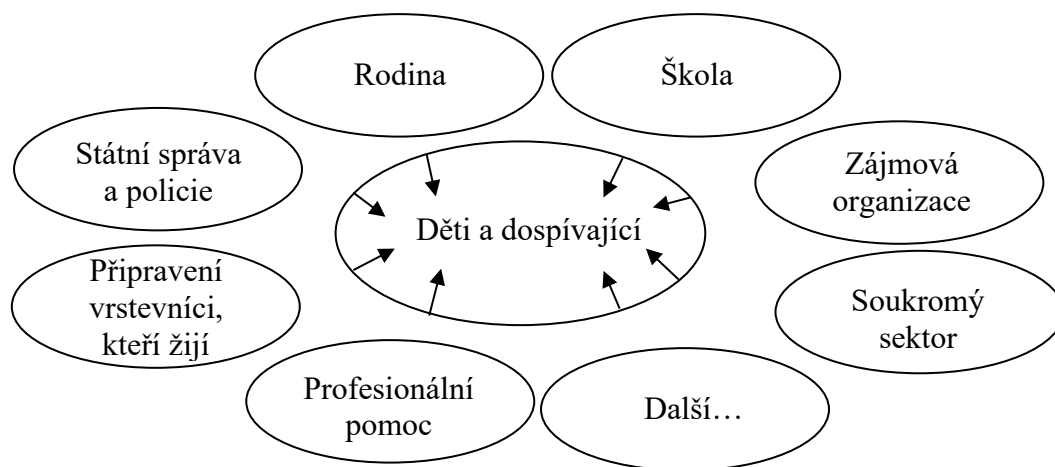 Rodina
Škola
Státní správa
a policie
Zájmová
organizace
Děti a dospívající
Připravení
vrstevníci,
kteří žijí
Soukromý
sektor
Profesionální
pomoc
Další…